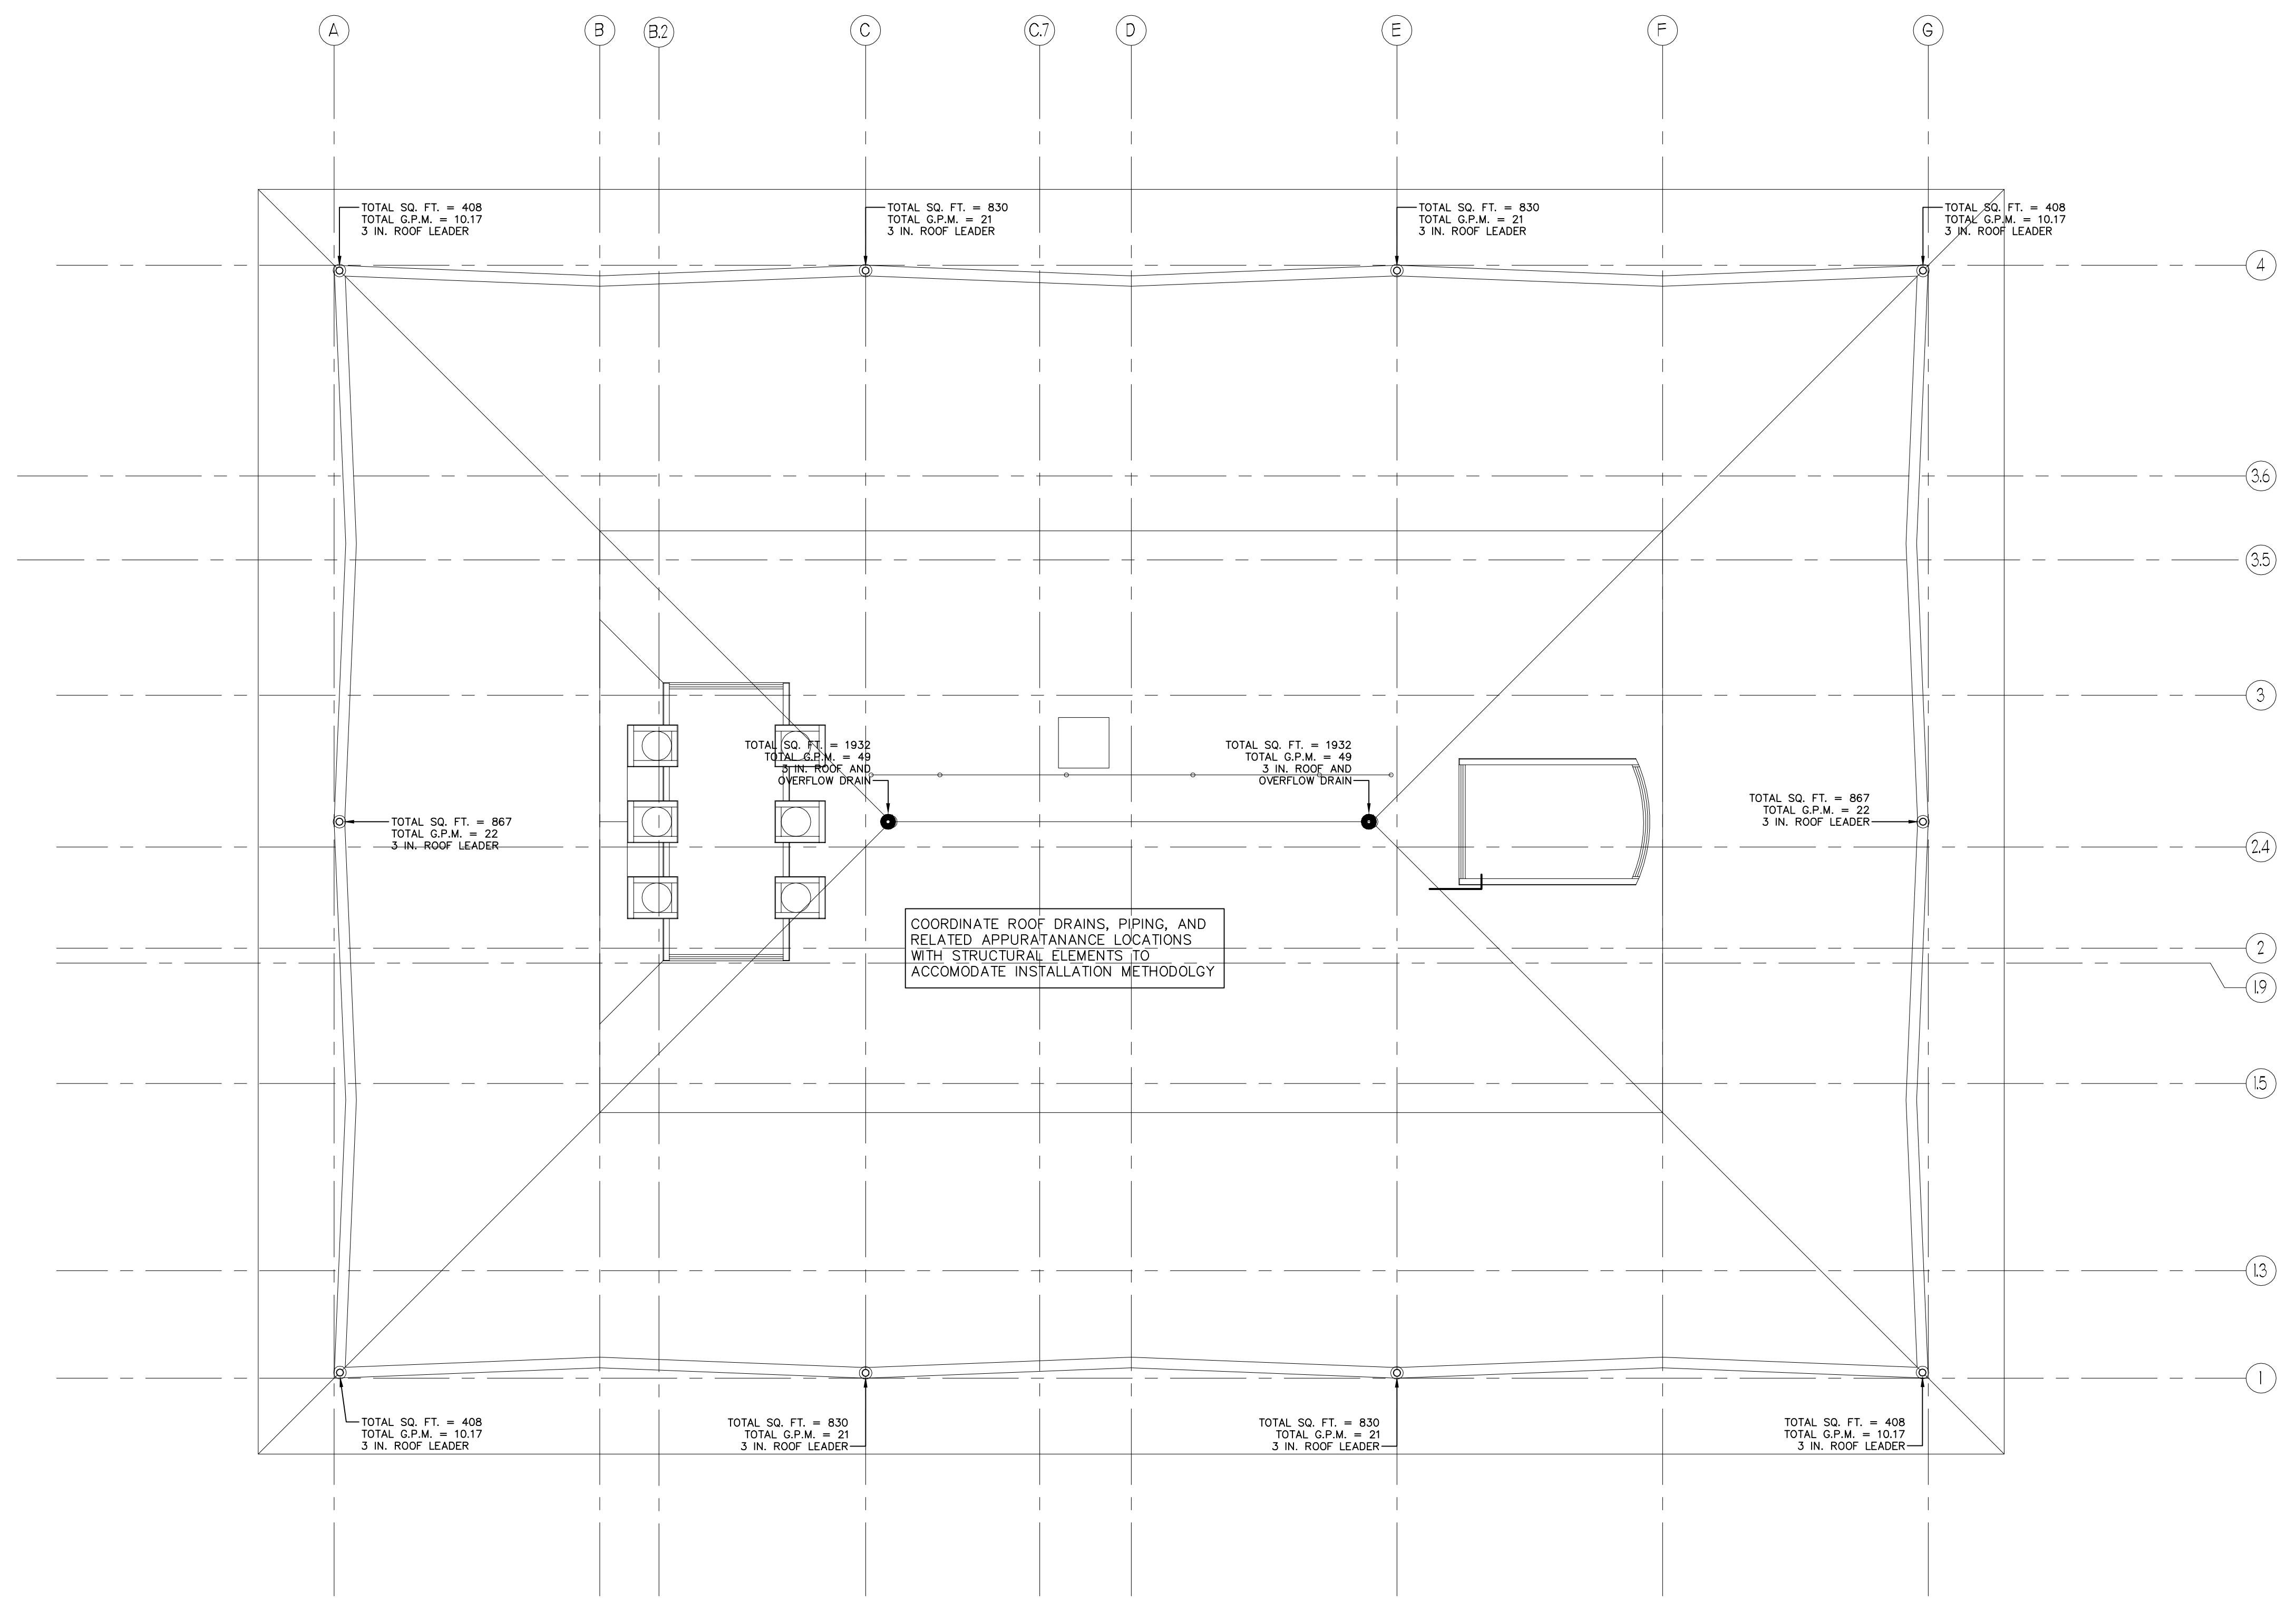 A
B
B.2
C
C.7
D
E
F
G
TOTAL SQ. FT. = 408
TOTAL G.P.M. = 10.17
3 IN. ROOF LEADER
TOTAL SQ. FT. = 830
TOTAL G.P.M. = 21
3 IN. ROOF LEADER
TOTAL SQ. FT. = 830
TOTAL G.P.M. = 21
3 IN. ROOF LEADER
TOTAL SQ. FT. = 408
TOTAL G.P.M. = 10.17
3 IN. ROOF LEADER
4
3.6
3.5
3
TOTAL SQ. FT. = 1932
TOTAL G.P.M. = 49
3 IN. ROOF AND
OVERFLOW DRAIN
TOTAL SQ. FT. = 1932
TOTAL G.P.M. = 49
3 IN. ROOF AND
OVERFLOW DRAIN
TOTAL SQ. FT. = 867
TOTAL G.P.M. = 22
3 IN. ROOF LEADER
TOTAL SQ. FT. = 867
TOTAL G.P.M. = 22
3 IN. ROOF LEADER
2.4
COORDINATE ROOF DRAINS, PIPING, AND
RELATED APPURATANANCE LOCATIONS
WITH STRUCTURAL ELEMENTS TO
ACCOMODATE INSTALLATION METHODOLGY
2
1.9
1.5
1.3
1
TOTAL SQ. FT. = 408
TOTAL G.P.M. = 10.17
3 IN. ROOF LEADER
TOTAL SQ. FT. = 830
TOTAL G.P.M. = 21
3 IN. ROOF LEADER
TOTAL SQ. FT. = 830
TOTAL G.P.M. = 21
3 IN. ROOF LEADER
TOTAL SQ. FT. = 408
TOTAL G.P.M. = 10.17
3 IN. ROOF LEADER